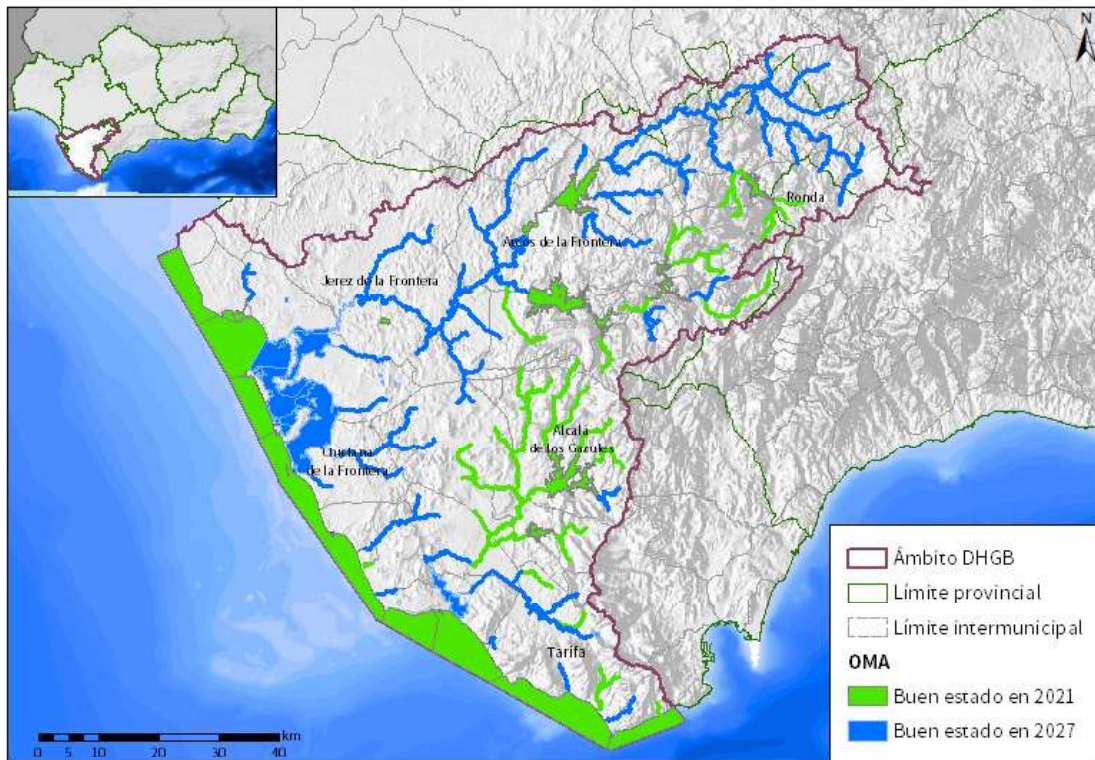 N
Ronda
Arcos de la Frontera
Jerez de la Frontera
Alcala
de Los Gazules
Chiclana
de la Frontera
Tarifa
Ámbito DHGB
Límite provincial
Límite intermunicipal
OMA
Buen estado en 2021
Buen estado en 2027
km
0 5 10 20 30 40